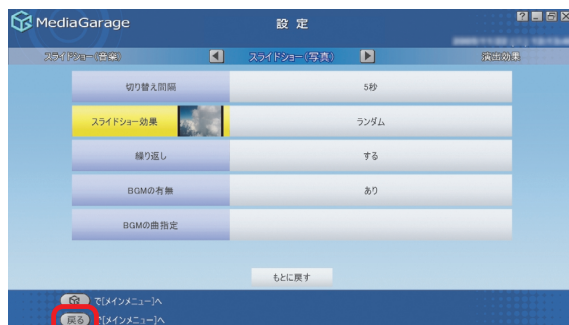 MediaGarage
設 定
スライドショー(音楽)
スライドショー(写真)
演出効果
切り替え間隔
5秒
スライドショー効果
ランダム
繰り返し
する
BGMの有無
あり
BGMの曲指定
もとに戻す
で[メインメニュー]へ
戻る で[メインメニュー]へ